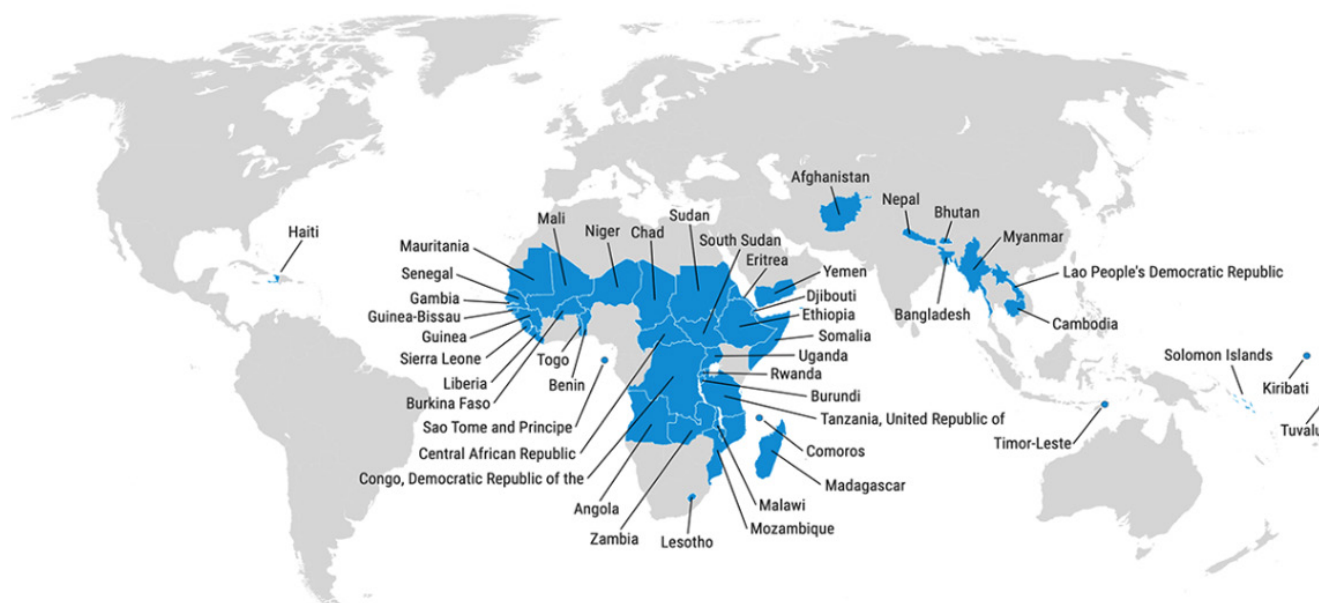 Haiti
Mauritania
Mali
Niger
Chad
Sudan
South Sudan
Eritrea
Yemen
Djibouti
Ethiopia
Somalia
Uganda
Rwanda
Burundi
Tanzania, United Republic of
Comoros
Madagascar
Malawi
Mozambique
Lesotho
Zambia
Angola
Congo, Democratic Republic of the
Central African Republic
Sao Tome and Principe
Benin
Togo
Burkina Faso
Liberia
Sierra Leone
Guinea
Guinea-Bissau
Gambia
Senegal
Afghanistan
Nepal
Bhutan
Myanmar
Lao People's Democratic Republic
Bangladesh
Cambodia
Solomon Islands
Kiribati
Tuvalu
Timor-Leste